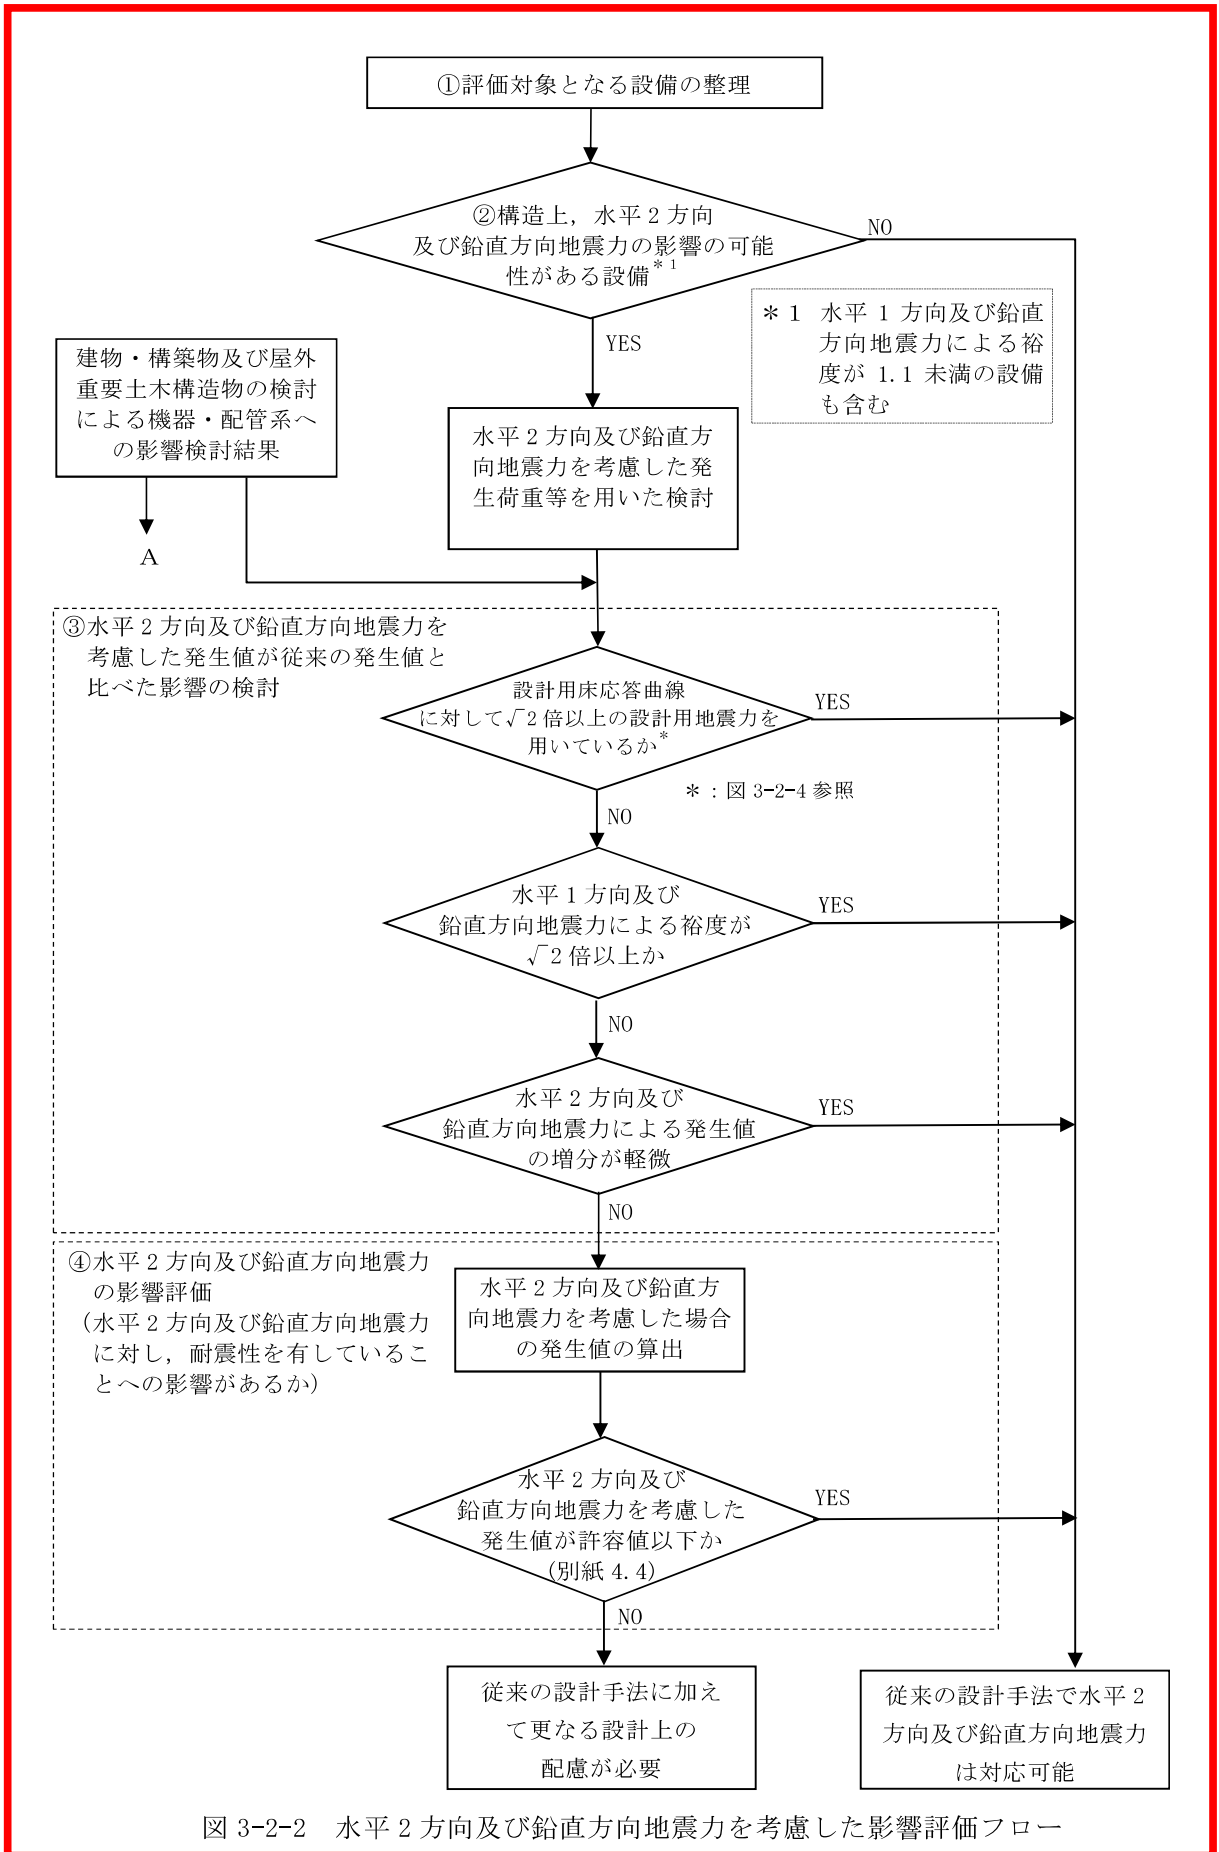 ①評価対象となる設備の整理
②構造上，水平２方向
及び鉛直方向地震力の影響の可能
性がある設備＊１
NO
YES
＊１ 水平 1 方向及び鉛直
方向地震力による裕
度が 1.1 未満の設備
も含む
建物・構築物及び屋外
重要土木構造物の検討
による機器・配管系へ
の影響検討結果
A
水平２方向及び鉛直方
向地震力を考慮した発
生荷重等を用いた検討
③水平２方向及び鉛直方向地震力を
考慮した発生値が従来の発生値と
比べた影響の検討
設計用床応答曲線
に対して√２倍以上の設計用地震力を
用いているか＊
YES
＊：図 3-2-4 参照
NO
水平１方向及び
鉛直方向地震力による裕度が
√２倍以上か
YES
NO
水平２方向及び
鉛直方向地震力による発生値
の増分が軽微
YES
NO
④水平２方向及び鉛直方向地震力
の影響評価
（水平２方向及び鉛直方向地震力
に対し，耐震性を有しているこ
とへの影響があるか）
水平２方向及び鉛直方
向地震力を考慮した場合
の発生値の算出
水平２方向及び
鉛直方向地震力を考慮した
発生値が許容値以下か
(別紙 4.4)
YES
NO
従来の設計手法に加え
て更なる設計上の
配慮が必要
従来の設計手法で水平２
方向及び鉛直方向地震力
は対応可能
図 3-2-2　水平２方向及び鉛直方向地震力を考慮した影響評価フロー